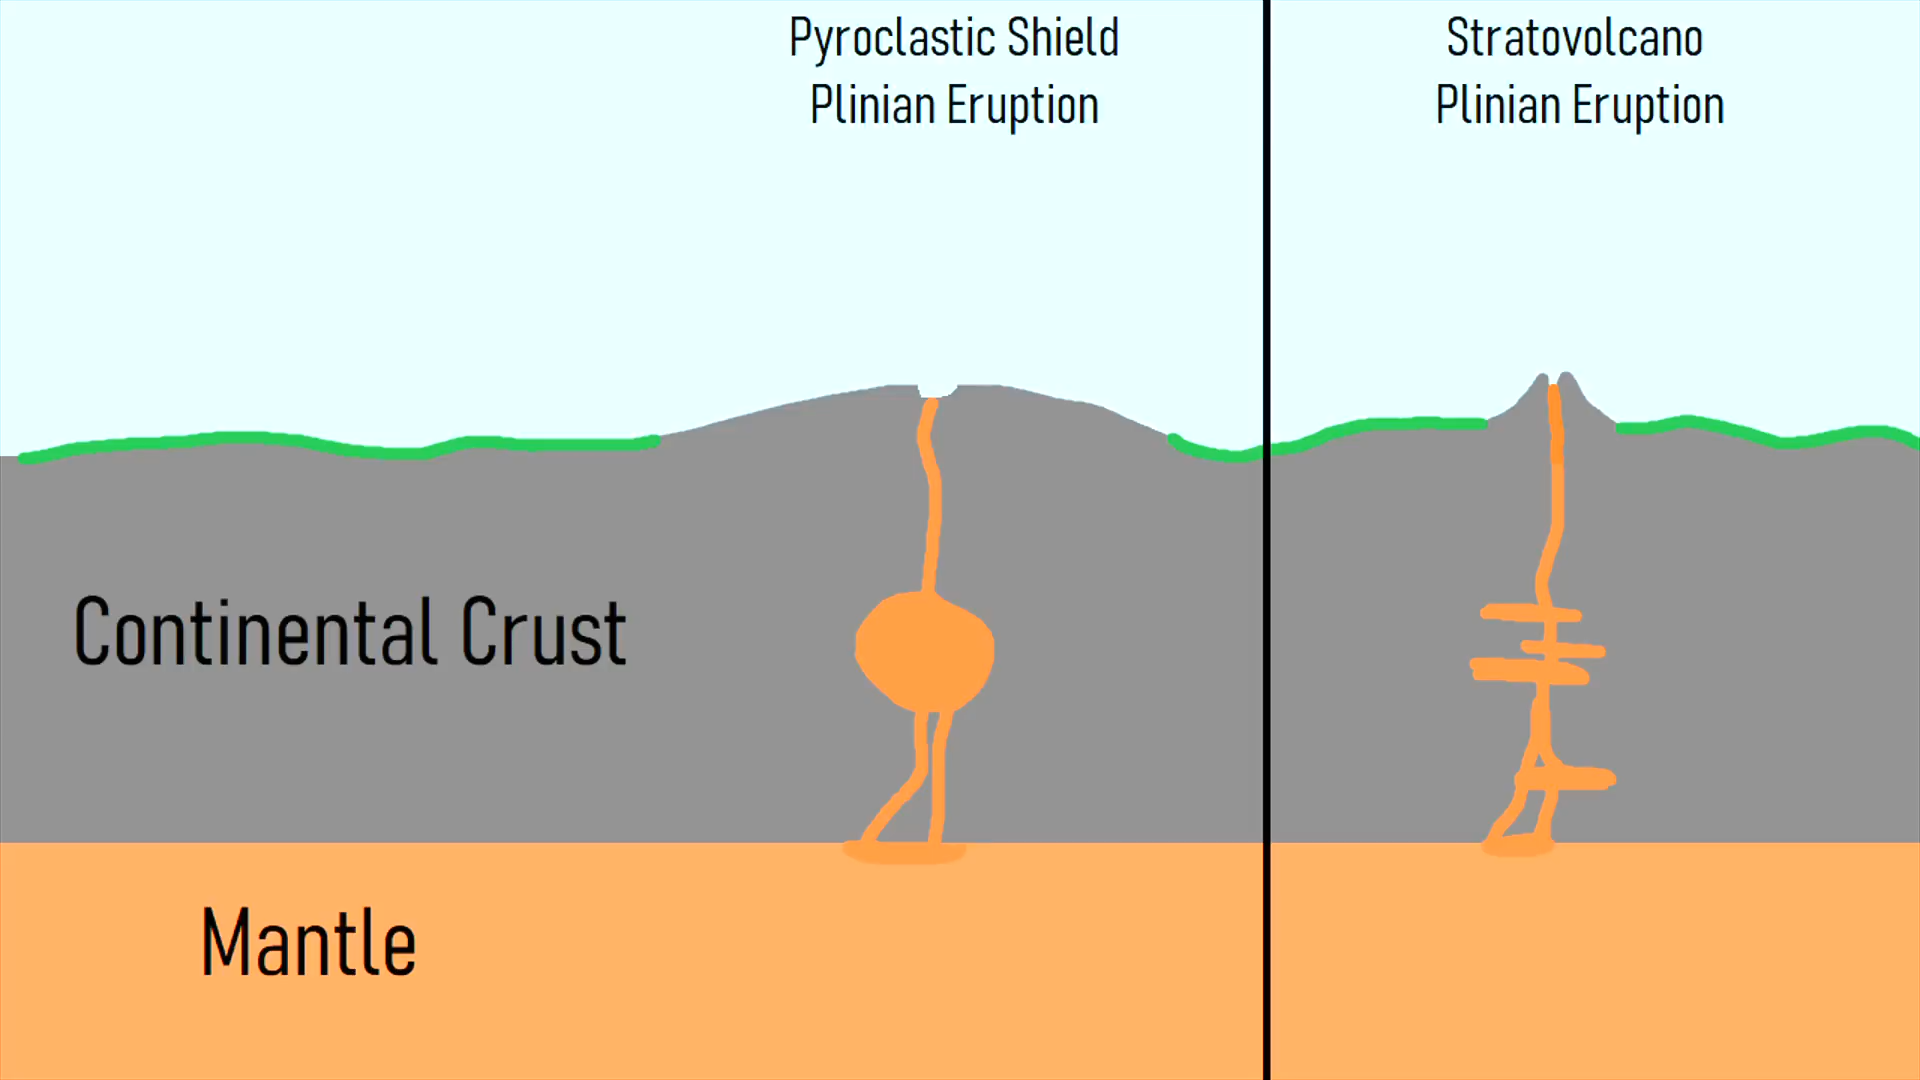 Pyroclastic Shield
Plinian Eruption
Stratovolcano
Plinian Eruption
Continental Crust
Mantle